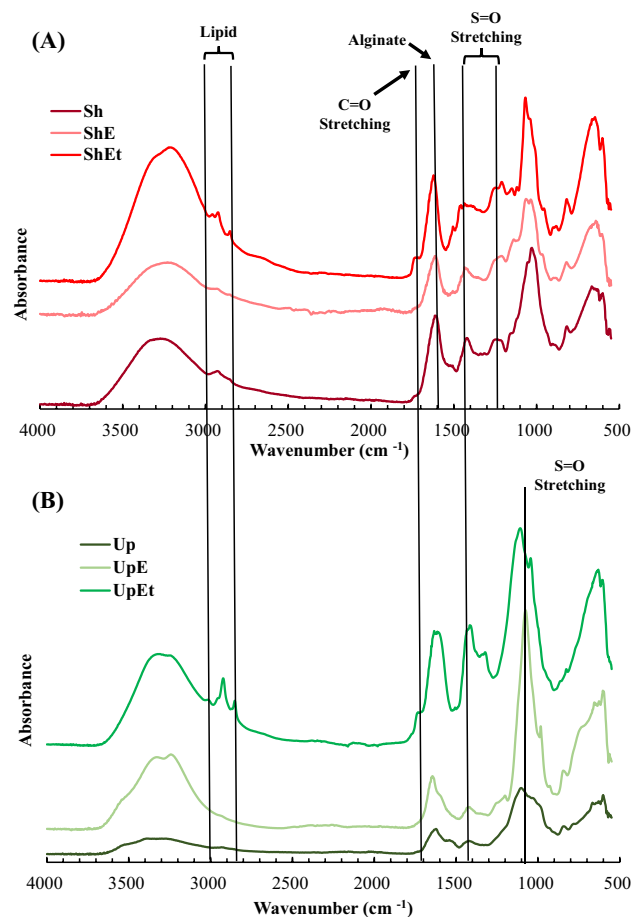 (A)
Lipid
Alginate
S=O
Stretching
C=O
Stretching
Sh
ShE
ShEt
Absorbance
4000 3500 3000 2500 2000 1500 1000 500
Wavenumber (cm -1)
(B)
S=O
Stretching
Up
UpE
UpEt
Absorbance
4000 3500 3000 2500 2000 1500 1000 500
Wavenumber (cm -1)